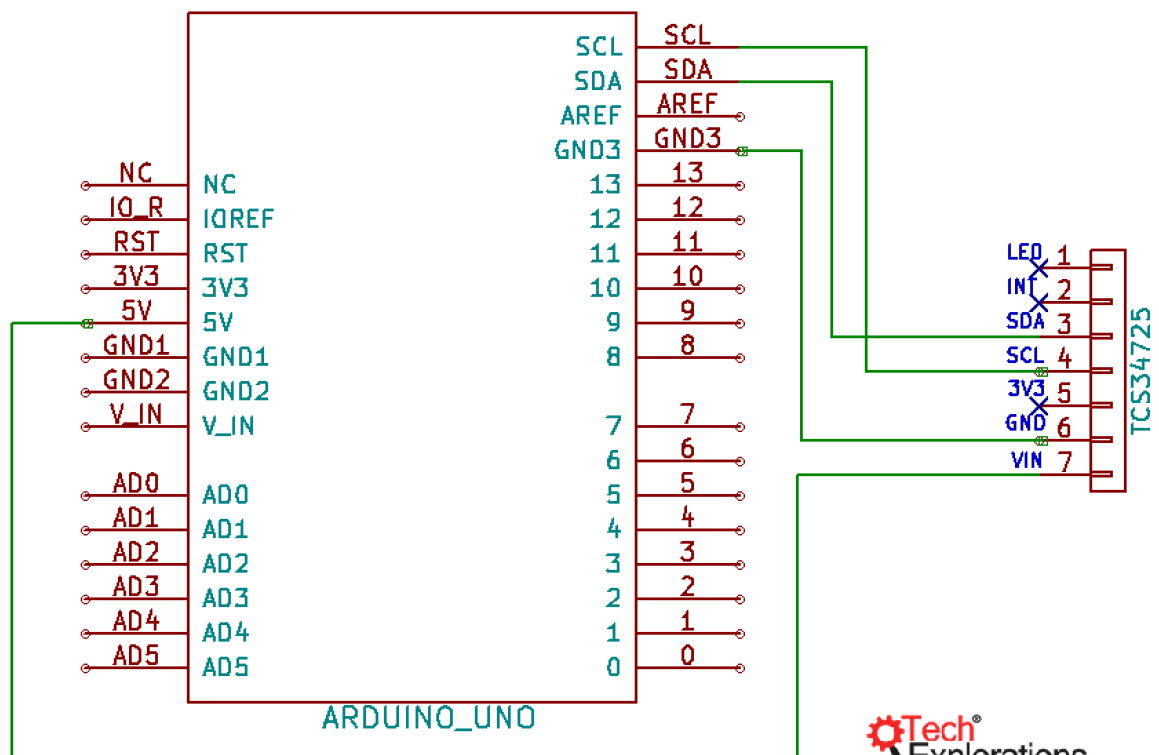 SCL SCL
SDA SDA
AREF AREF
GND3 GND3
NC NC 13 13
IO_R IOREF 12 12
RST RST 11 11
3V3 3V3 10 10
5V 5V 9 9
GND1 GND1 8 8
GND2 GND2
V_IN V_IN 7 7
6 6
AD0 AD0 5 5
AD1 AD1 4 4
AD2 AD2 3 3
AD3 AD3 2 2
AD4 AD4 1 1
AD5 AD5 0 0
ARDUINO_UNO
LED 1
INT 2
SDA 3
SCL 4
3V3 5
GND 6
VIN 7
TCS34725
Tech®
Explorations